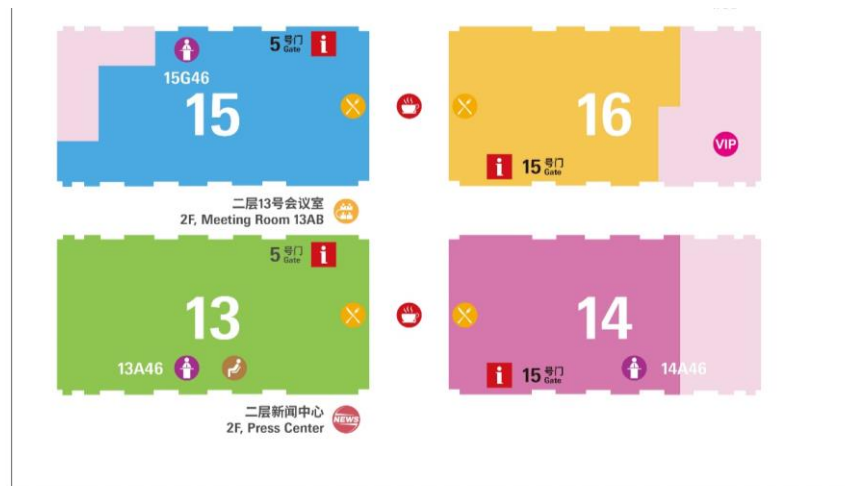 5 号门 Gate i
15G46
15
16
VIP
i 15 号门 Gate
二层13号会议室
2F, Meeting Room 13AB
5 号门 Gate i
13
14
13A46
i 15 号门 Gate
14A46
二层新闻中心
2F, Press Center
NEWS